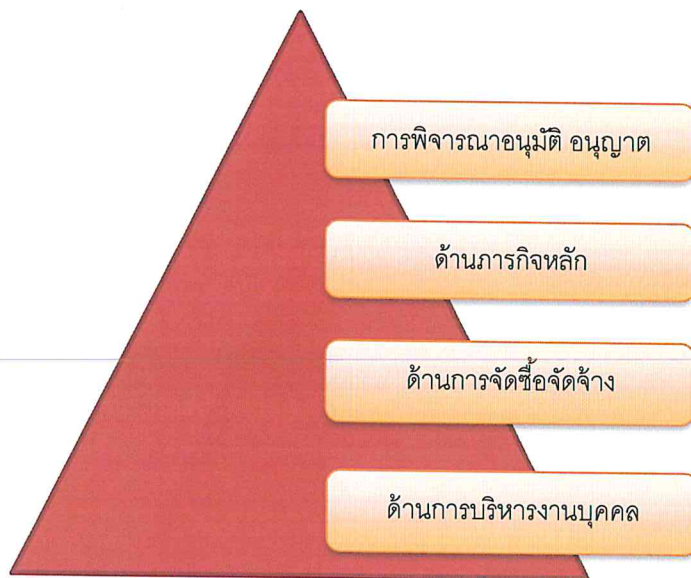 การพิจารณาอนุมัติ อนุญาต
ด้านภารกิจหลัก
ด้านการจัดซื้อจัดจ้าง
ด้านการบริหารงานบุคคล